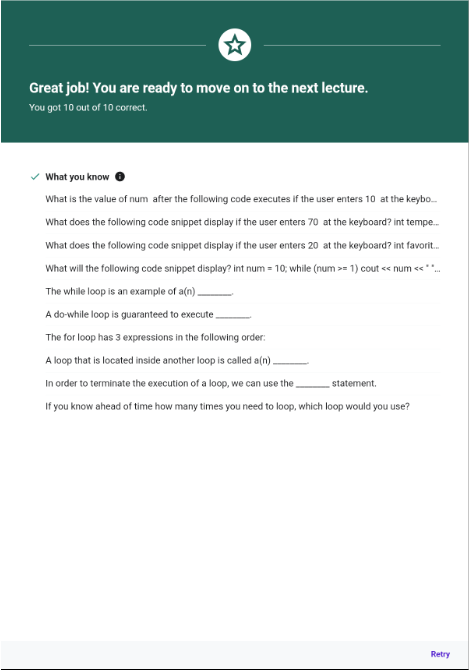 Great job! You are ready to move on to the next lecture.
You got 10 out of 10 correct.
What you know
What is the value of num after the following code executes if the user enters 10 at the keybo...
What does the following code snippet display if the user enters 70 at the keyboard? int tempe...
What does the following code snippet display if the user enters 20 at the keyboard? int favorit...
What will the following code snippet display? int num = 10; while (num >= 1) cout << num << " "...
The while loop is an example of a(n) _______.
A do-while loop is guaranteed to execute _______.
The for loop has 3 expressions in the following order:
A loop that is located inside another loop is called a(n) _______.
In order to terminate the execution of a loop, we can use the _______ statement.
If you know ahead of time how many times you need to loop, which loop would you use?
Retry